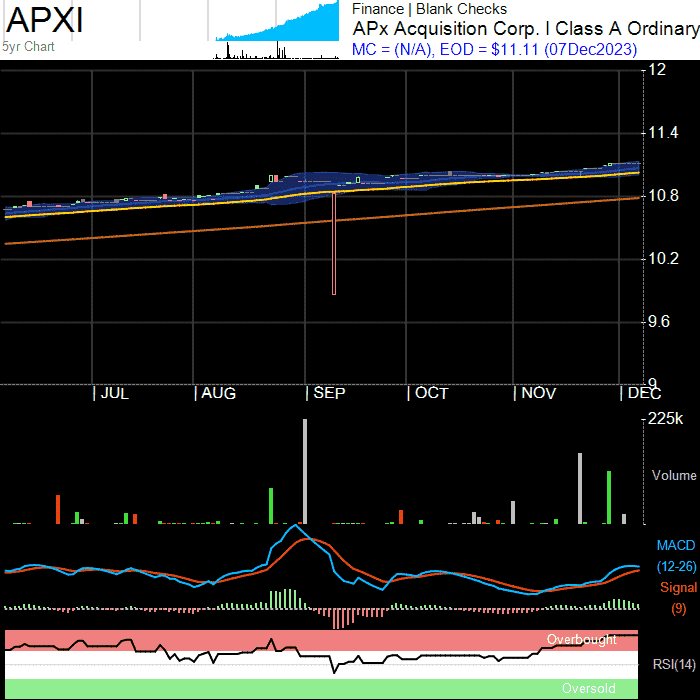 APXI
5yr Chart
Finance | Blank Checks
APx Acquisition Corp. I Class A Ordinary
MC = (N/A), EOD = $11.11 (07Dec2023)
12
11.4
10.8
10.2
9.6
9
| JUL | AUG | SEP | OCT | NOV | DEC
225k
Volume
MACD
(12-26)
Signal
(9)
Overbought
RSI(14)
Oversold